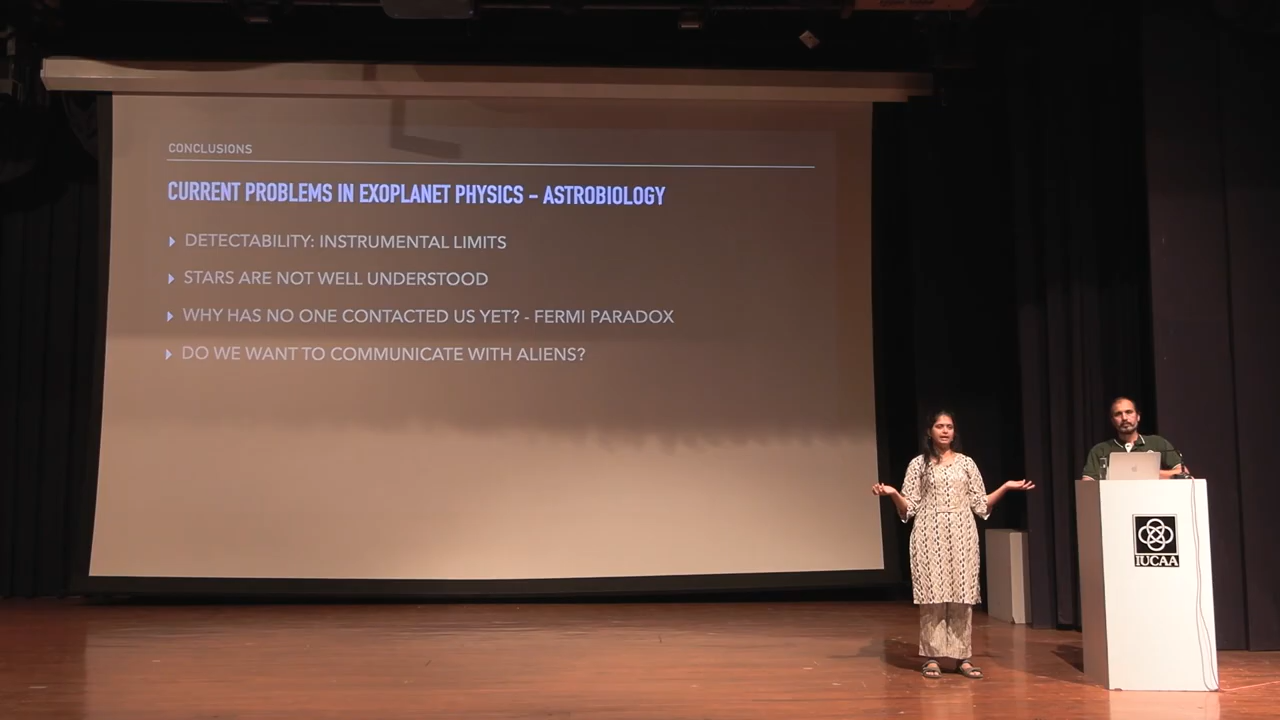 CONCLUSIONS
CURRENT PROBLEMS IN EXOPLANET PHYSICS - ASTROBIOLOGY
DETECTABILITY: INSTRUMENTAL LIMITS
STARS ARE NOT WELL UNDERSTOOD
WHY HAS NO ONE CONTACTED US YET? - FERMI PARADOX
DO WE WANT TO COMMUNICATE WITH ALIENS?
IUCAA